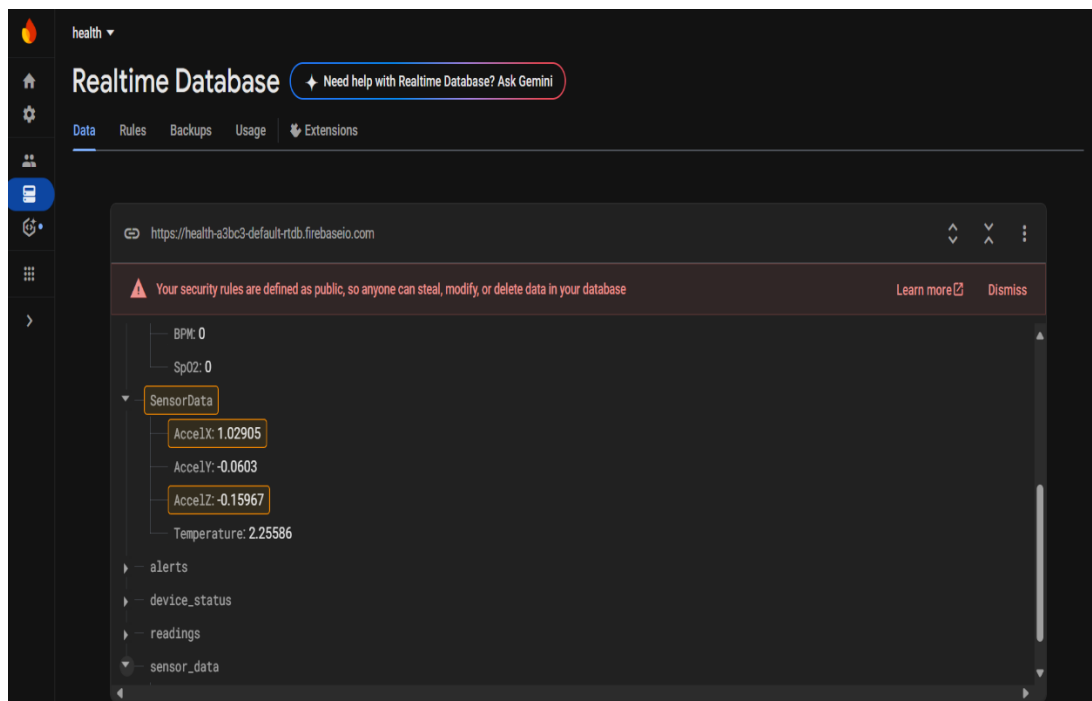 health
Realtime Database
Need help with Realtime Database? Ask Gemini
Data Rules Backups Usage Extensions
https://health-a3bc3-default-rtdb.firebaseio.com
Your security rules are defined as public, so anyone can steal, modify, or delete data in your database Learn more Dismiss
BPM: 0
SpO2: 0
SensorData
AccelX: 1.02905
AccelY: -0.0603
AccelZ: -0.15967
Temperature: 2.25586
alerts
device_status
readings
sensor_data